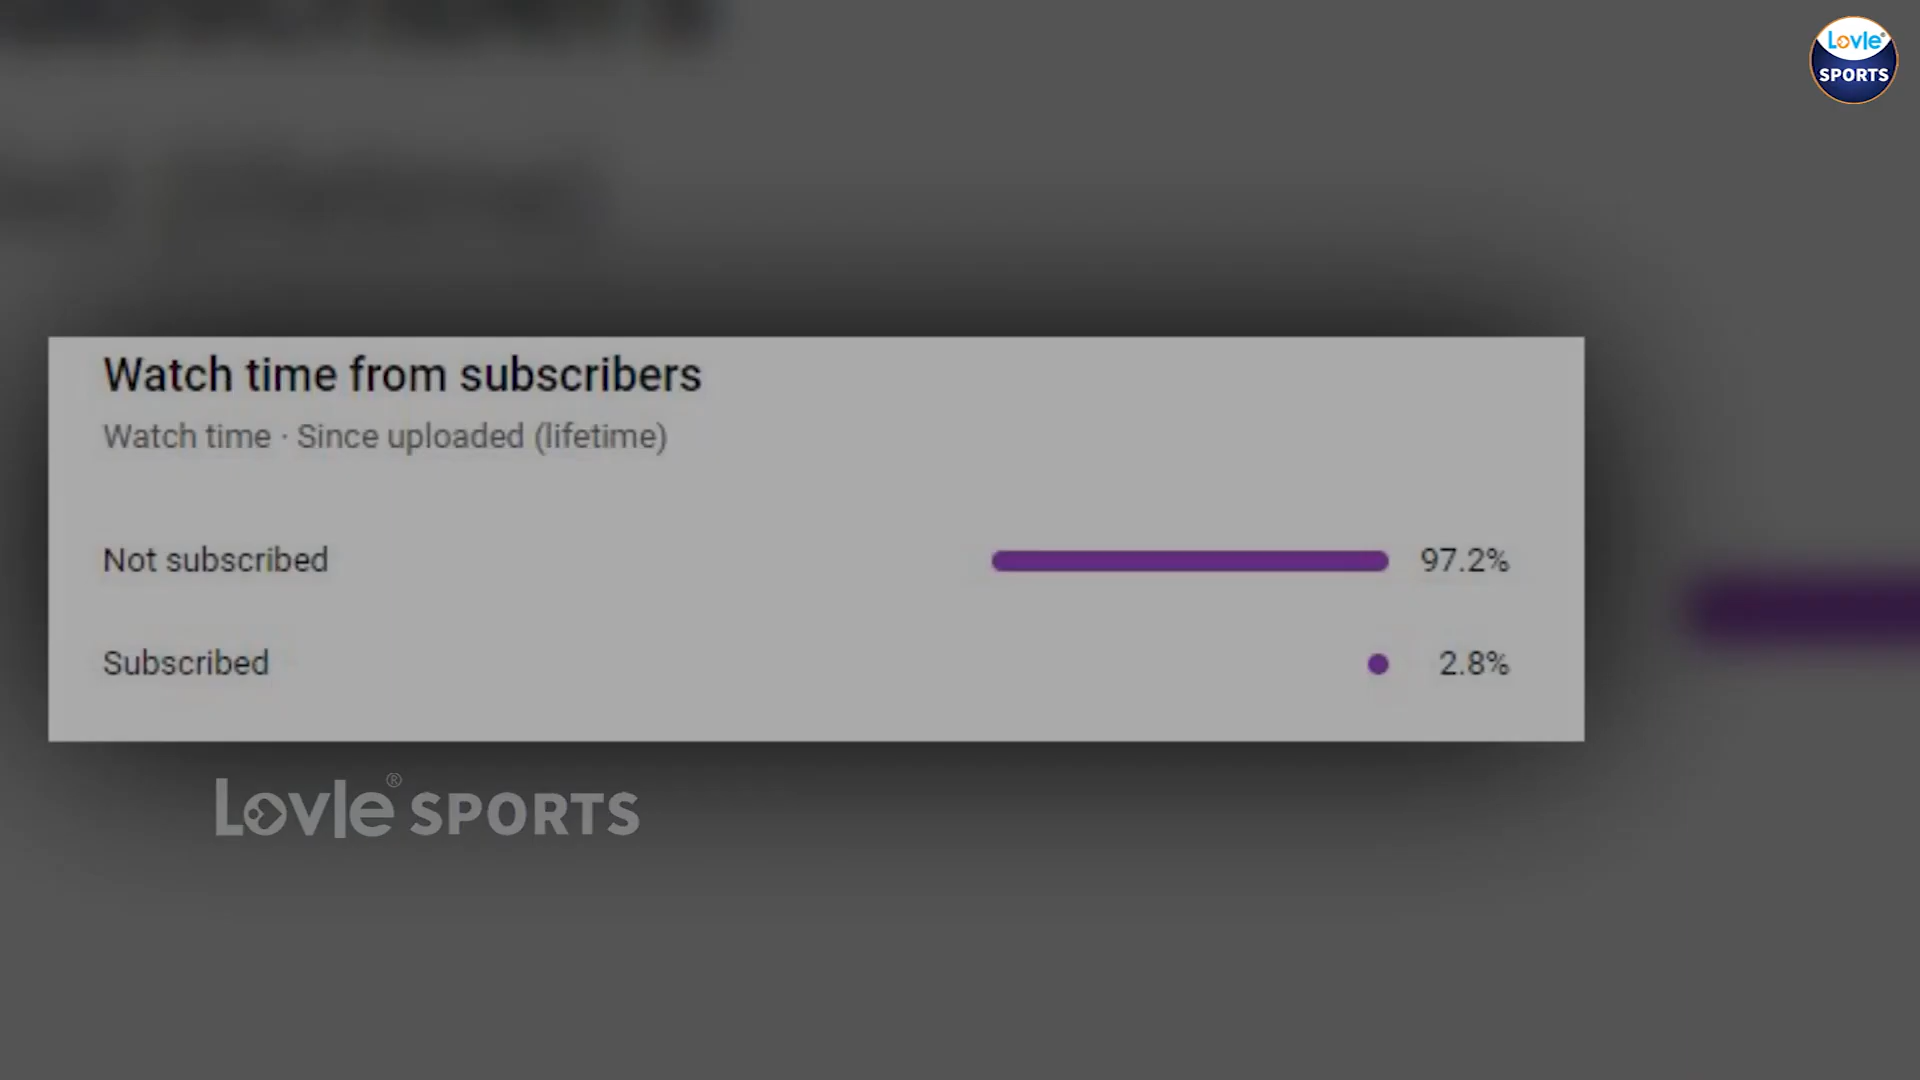 Lovle®
SPORTS
Watch time from subscribers
Watch time · Since uploaded (lifetime)
Not subscribed 97.2%
Subscribed 2.8%
Lovle® SPORTS